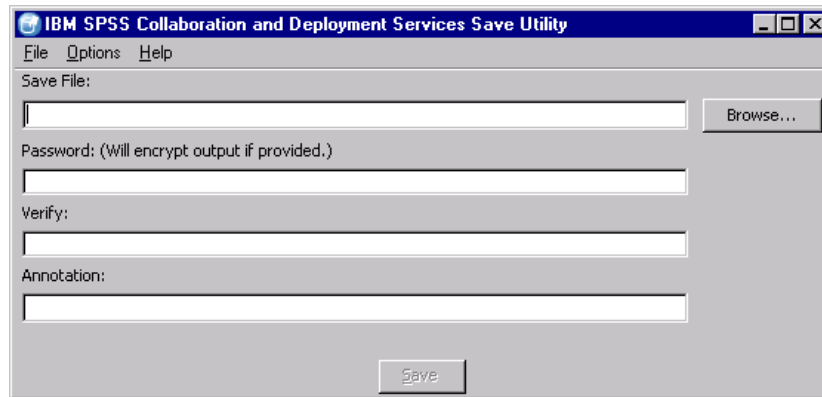 IBM SPSS Collaboration and Deployment Services Save Utility
File Options Help
Save File:
Browse...
Password: (Will encrypt output if provided.)
Verify:
Annotation:
Save